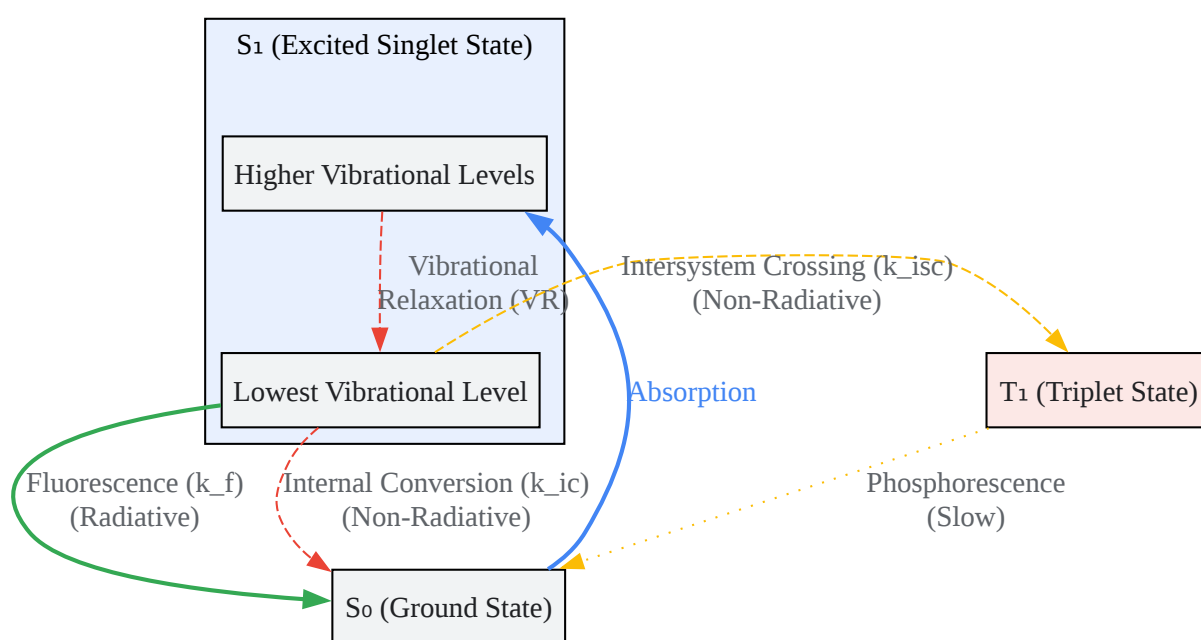 S₁ (Excited Singlet State)
Higher Vibrational Levels
Vibrational
Relaxation (VR)
Intersystem Crossing (k_isc)
(Non-Radiative)
Lowest Vibrational Level
Absorption
T₁ (Triplet State)
Fluorescence (k_f)
(Radiative)
Internal Conversion (k_ic)
(Non-Radiative)
Phosphorescence
(Slow)
S₀ (Ground State)